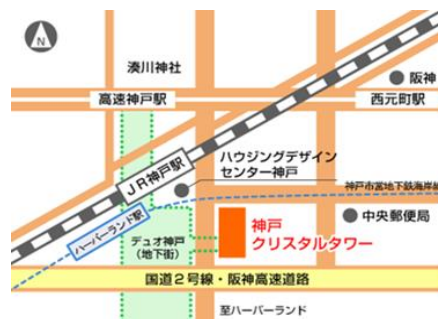 N
湊川神社
阪神
高速神戸駅
西元町駅
JR神戸駅
ハウジングデザイン
センター神戸
神戸市営地下鉄海岸線
ハーバーランド駅
デュオ神戸
(地下街)
神戸
クリスタルタワー
中央郵便局
国道2号線・阪神高速道路
至ハーバーランド